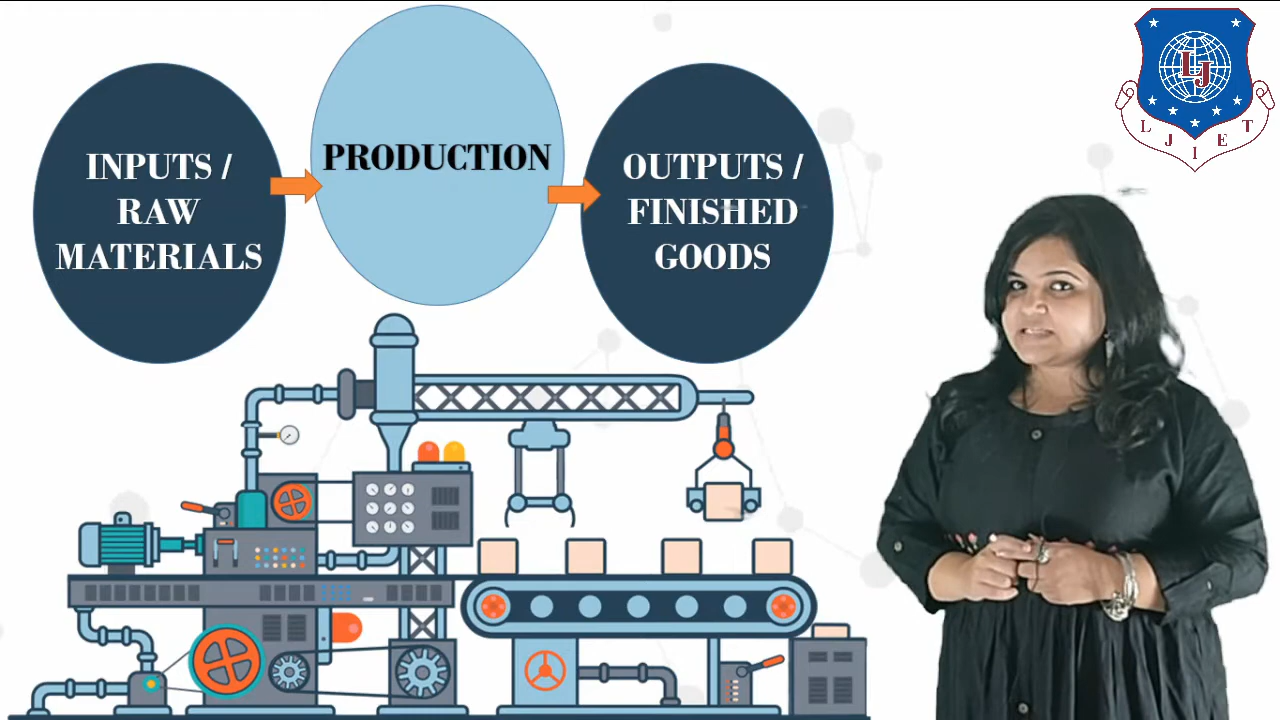 INPUTS /
RAW
MATERIALS
PRODUCTION
OUTPUTS /
FINISHED
GOODS
LJ
L J I E T